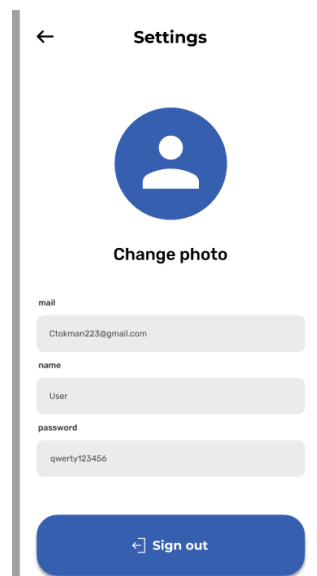 Settings
Change photo
mail
Ctokman223@gmail.com
name
User
password
qwerty123456
Sign out